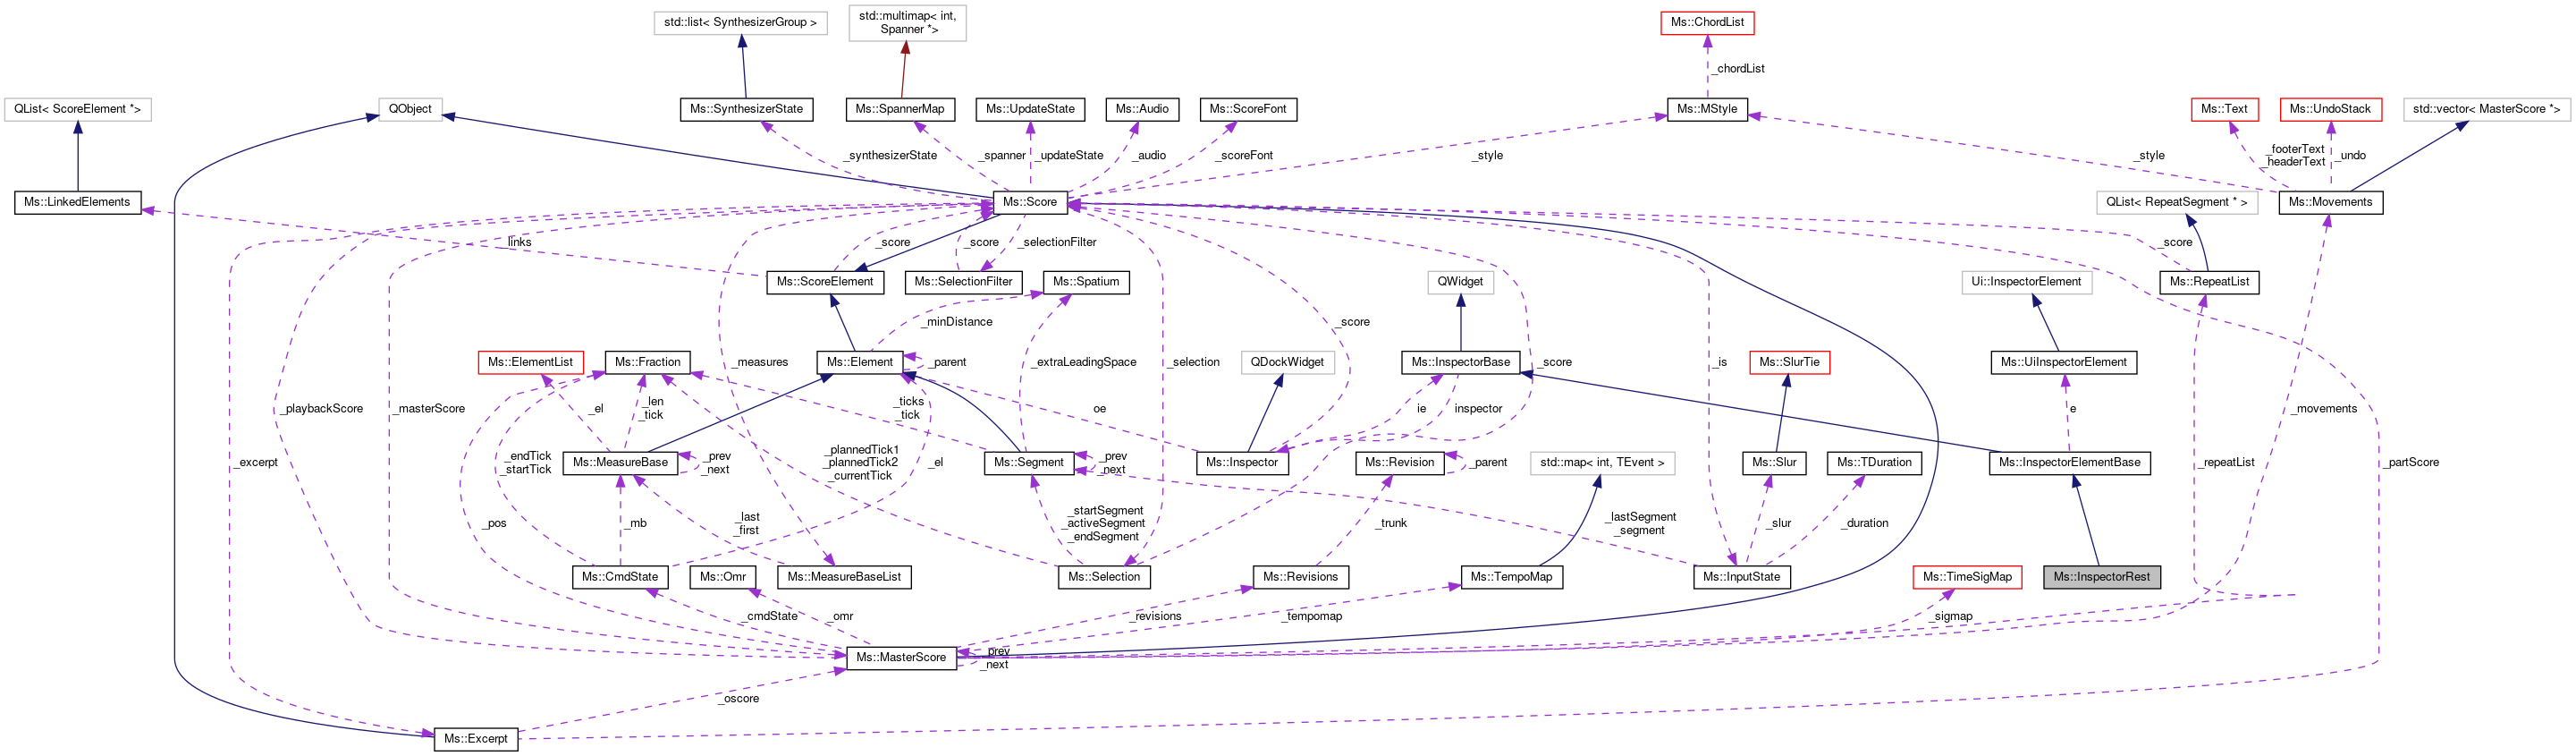 std::list< SynthesizerGroup >
std::multimap< int,
Spanner *>
Ms::ChordList
_chordList
QList< ScoreElement *>
QObject
Ms::SynthesizerState
Ms::SpannerMap
Ms::UpdateState
Ms::Audio
Ms::ScoreFont
Ms::MStyle
Ms::Text
Ms::UndoStack
std::vector< MasterScore *>
_synthesizerState
_spanner
_updateState
_audio
_scoreFont
_style
_style
_footerText
_headerText
_undo
Ms::LinkedElements
Ms::Score
QList< RepeatSegment * >
Ms::Movements
_links
_score
_score
_selectionFilter
_score
Ms::ScoreElement
Ms::SelectionFilter
Ms::Spatium
QWidget
Ui::InspectorElement
Ms::RepeatList
_minDistance
_score
Ms::ElementList
Ms::Fraction
Ms::Element
_parent
_measures
_extraLeadingSpace
_selection
QDockWidget
Ms::InspectorBase
_score
_is
Ms::SlurTie
Ms::UiInspectorElement
_playbackScore
_masterScore
_el
_len
_tick
_ticks
_tick
oe
ie
inspector
e
_movements
_excerpt
_endTick
_startTick
Ms::MeasureBase
_prev
_next
_plannedTick1
_plannedTick2
_currentTick
_el
Ms::Segment
_prev
_next
Ms::Inspector
Ms::Revision
_parent
std::map< int, TEvent >
Ms::Slur
Ms::TDuration
Ms::InspectorElementBase
_repeatList
_partScore
_pos
_mb
_last
_first
_startSegment
_activeSegment
_endSegment
_trunk
_lastSegment
_segment
_slur
_duration
Ms::CmdState
Ms::Omr
Ms::MeasureBaseList
Ms::Selection
Ms::Revisions
Ms::TempoMap
Ms::InputState
Ms::TimeSigMap
Ms::InspectorRest
_cmdState
_omr
_revisions
_tempomap
_sigmap
Ms::MasterScore
_prev
_next
_oscore
Ms::Excerpt